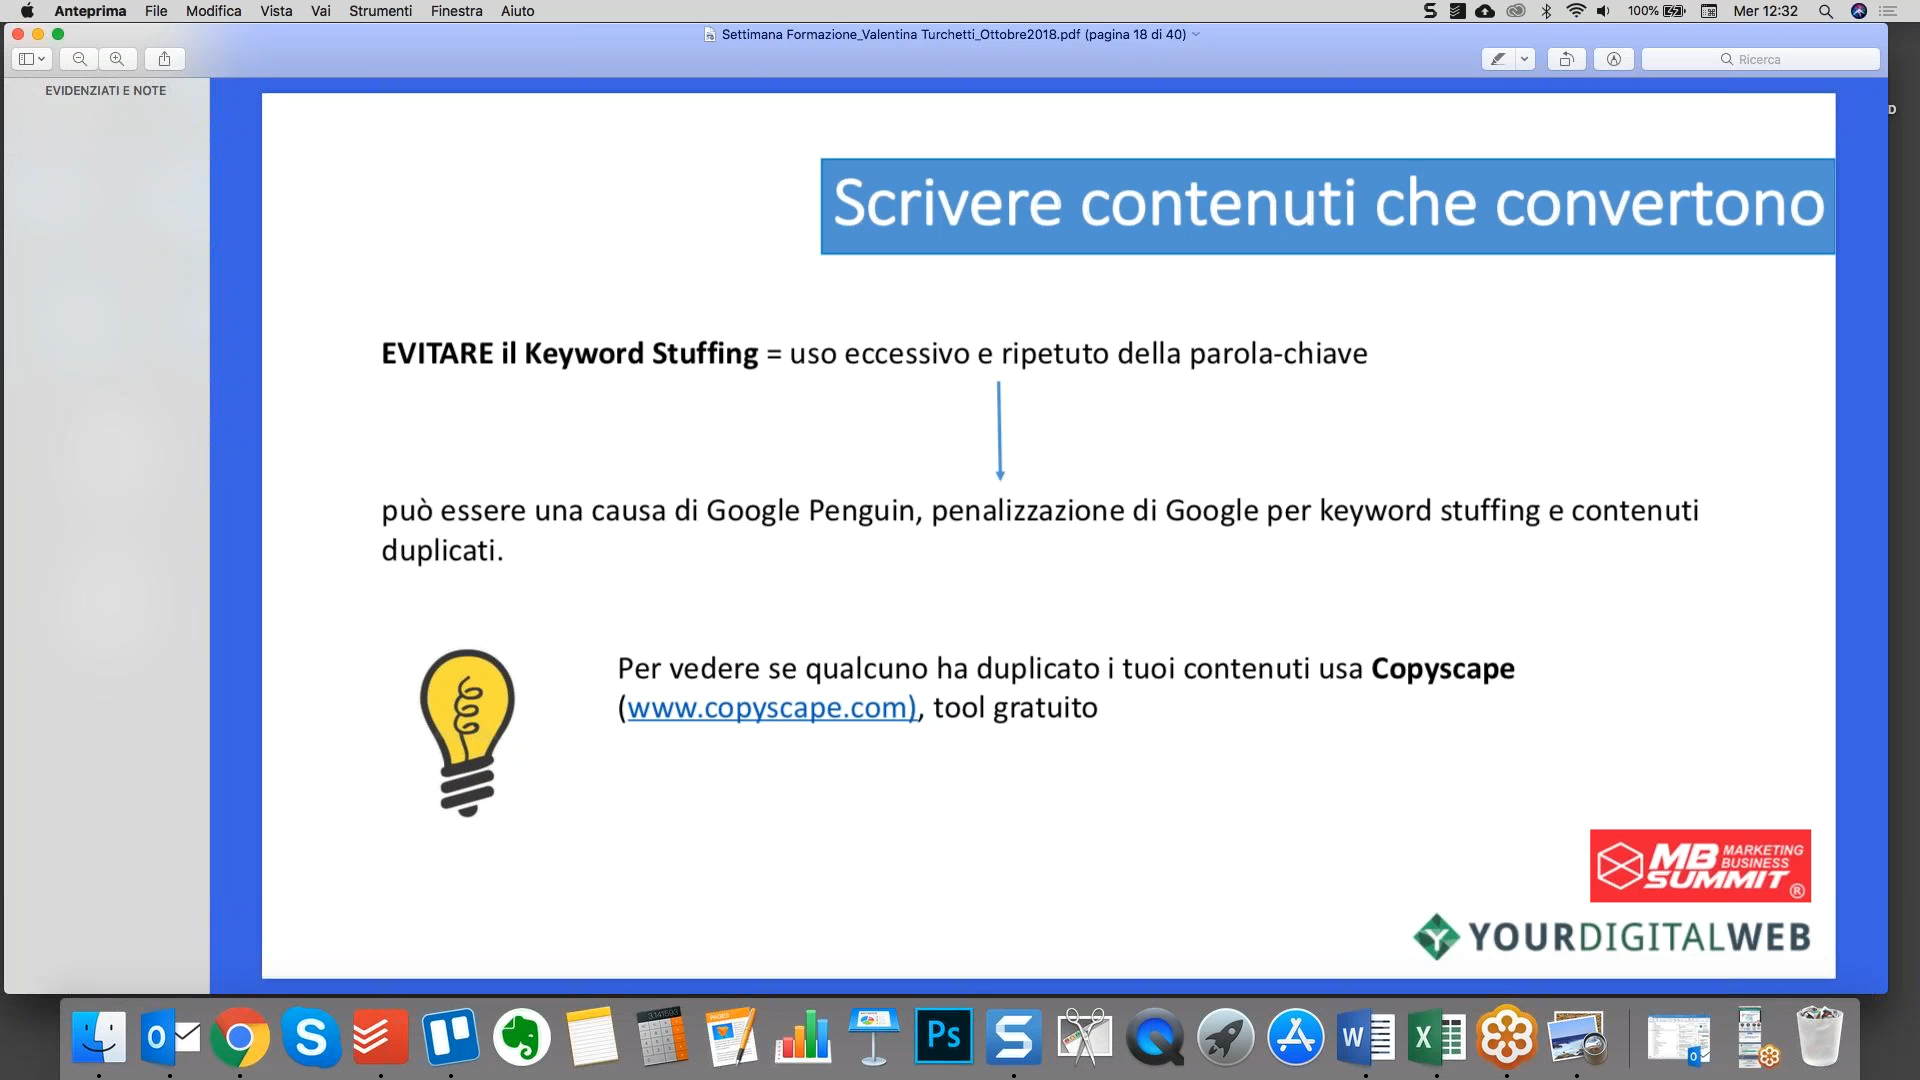 Anteprima File Modifica Vista Vai Strumenti Finestra Aiuto 100% Mer 12:32
Settimana Formazione_Valentina Turchetti_Ottobre2018.pdf (pagina 18 di 40)
Ricerca
EVIDENZIATI E NOTE
D
Scrivere contenuti che convertono
EVITARE il Keyword Stuffing = uso eccessivo e ripetuto della parola-chiave
può essere una causa di Google Penguin, penalizzazione di Google per keyword stuffing e contenuti
duplicati.
Per vedere se qualcuno ha duplicato i tuoi contenuti usa Copyscape
(www.copyscape.com), tool gratuito
MB MARKETING
BUSINESS
SUMMIT ®
YOURDIGITALWEB
PAGES
Ps